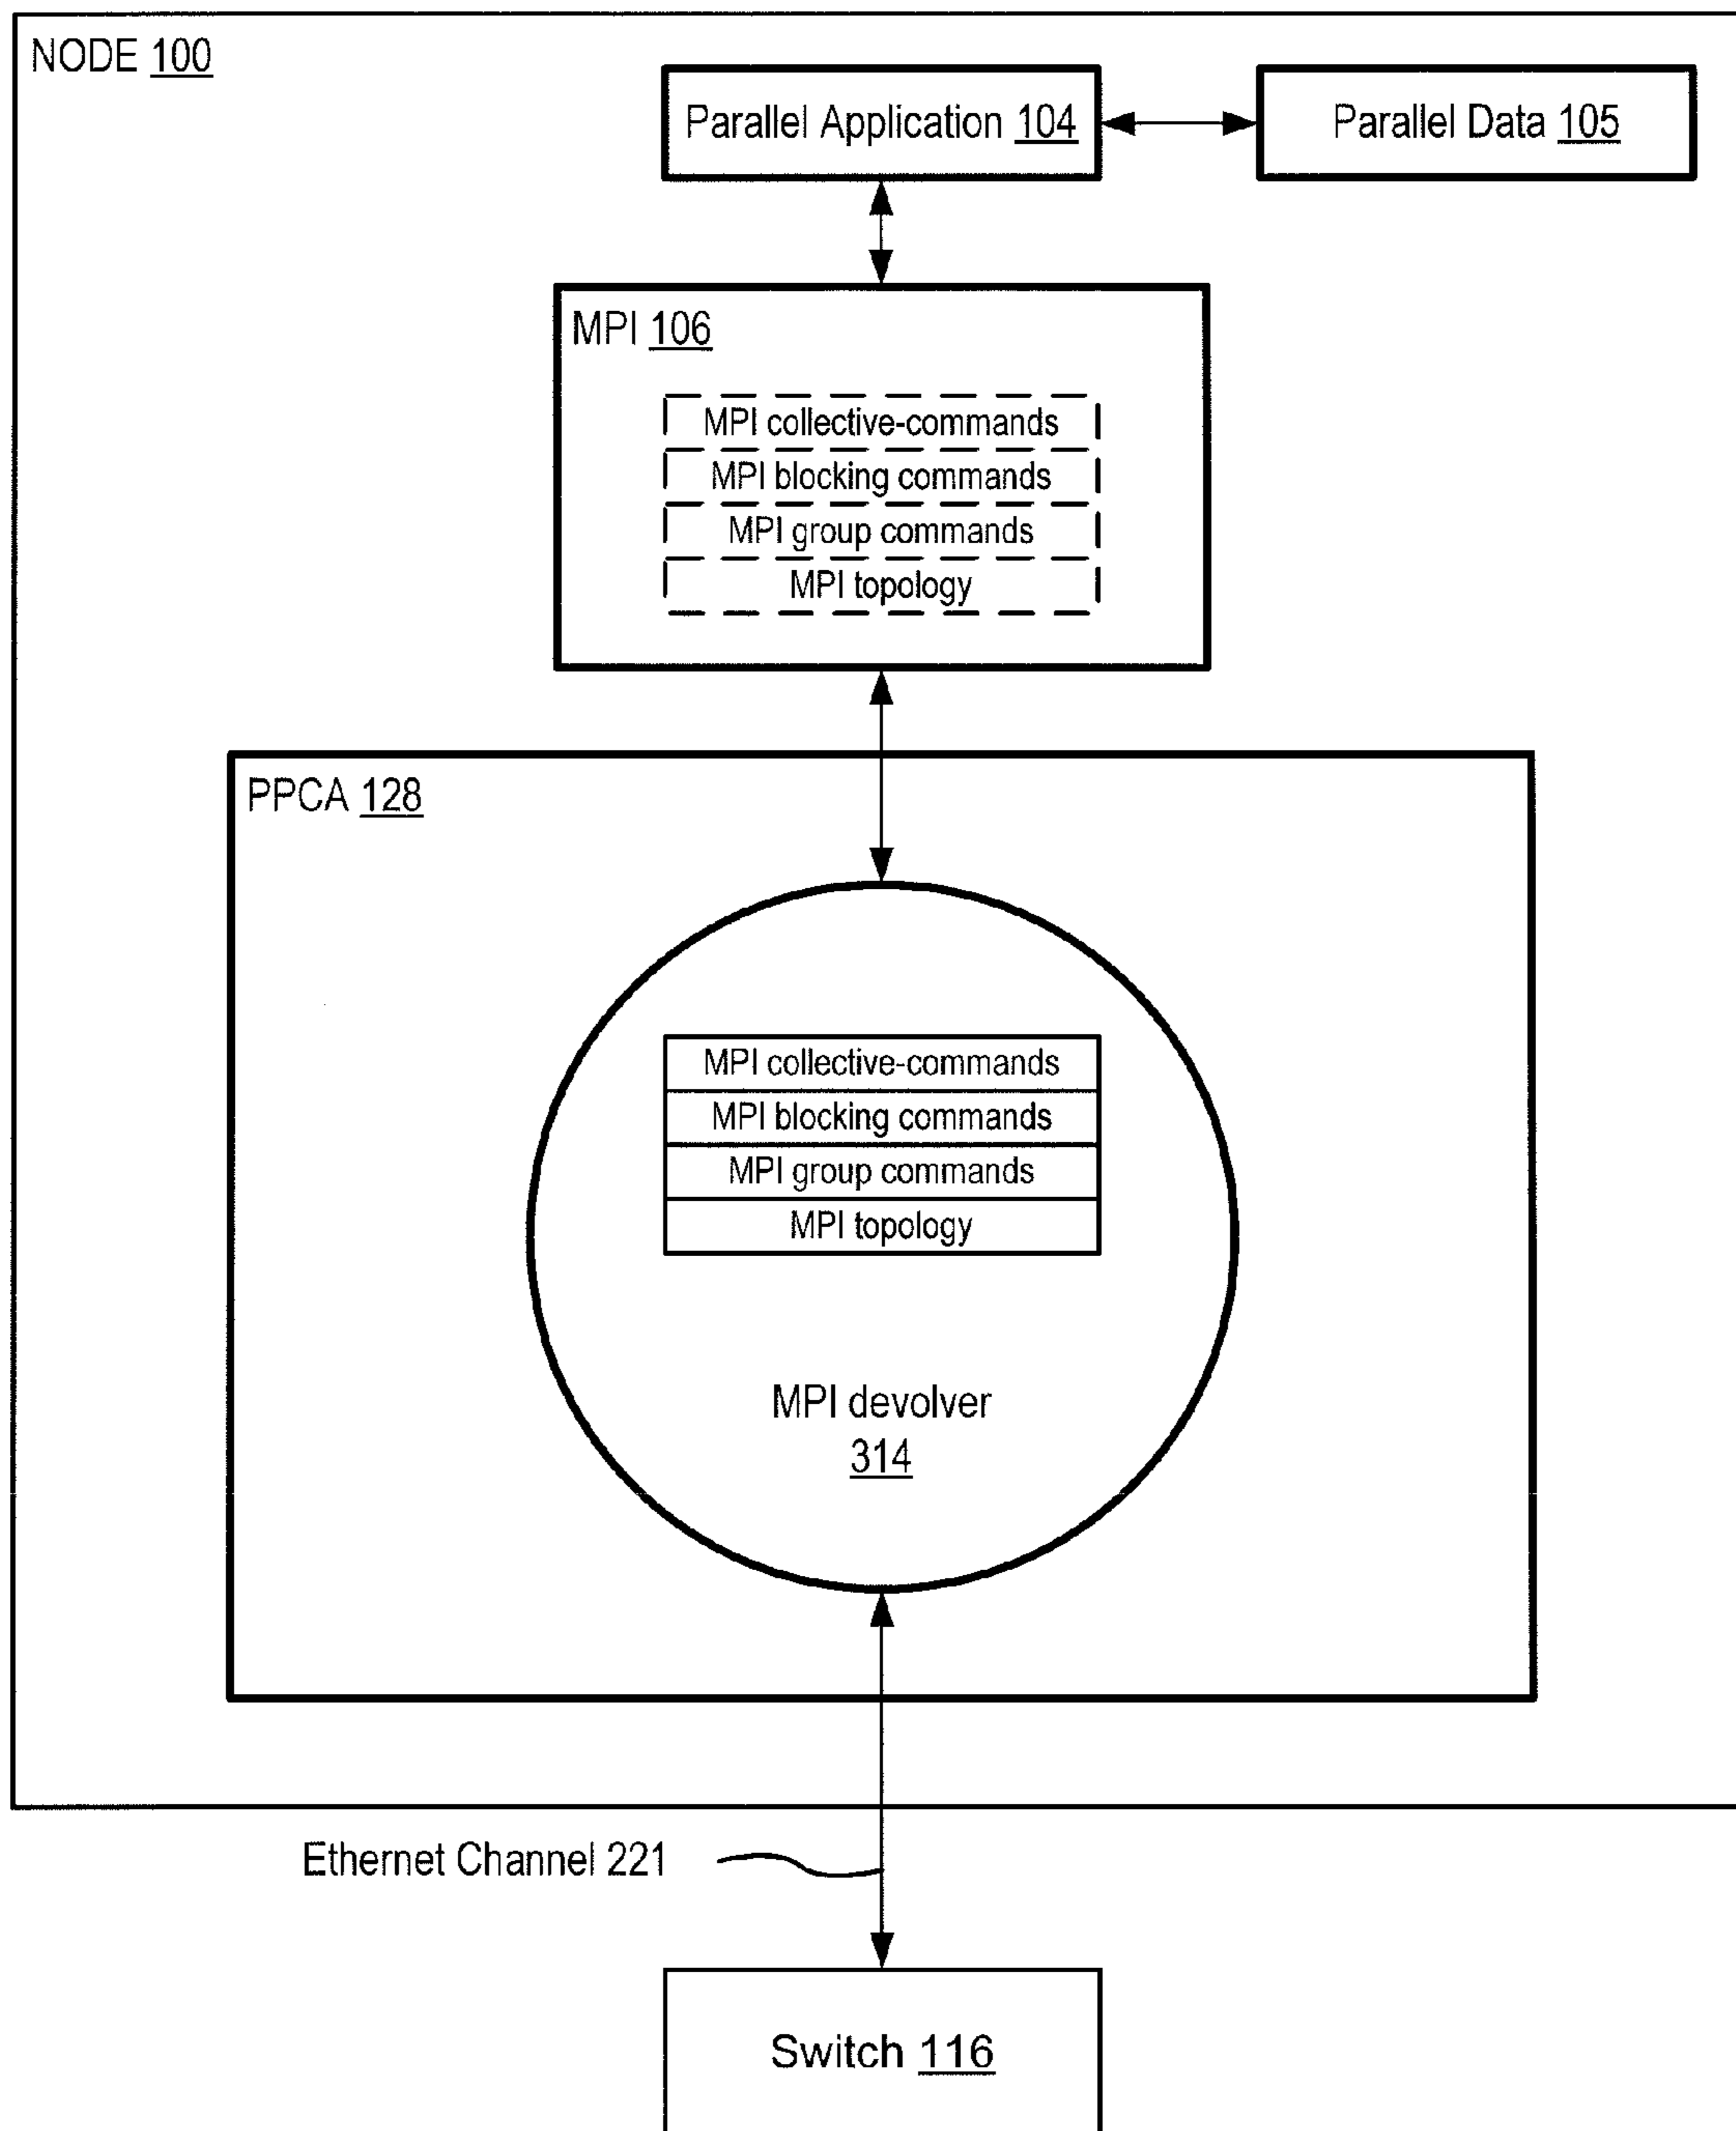 NODE 100
Parallel Application 104
Parallel Data 105
MPI 106
MPI collective-commands
MPI blocking commands
MPI group commands
MPI topology
PPCA 128
MPI collective-commands
MPI blocking commands
MPI group commands
MPI topology
MPI devolver
314
Ethernet Channel 221
Switch 116